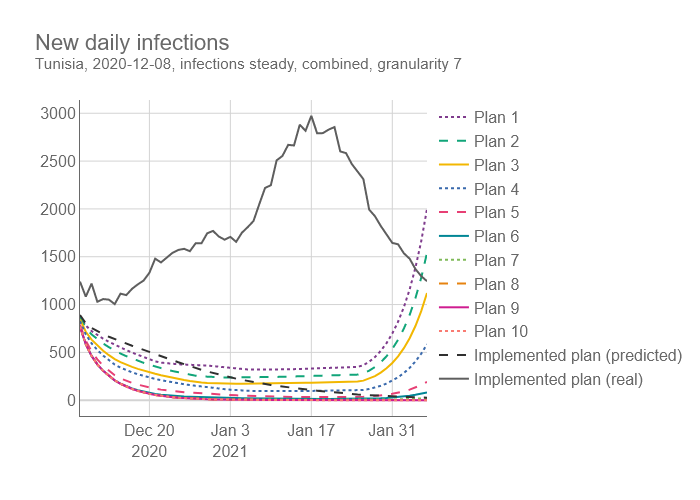 New daily infections
Tunisia, 2020-12-08, infections steady, combined, granularity 7
3000
2500
2000
1500
1000
500
0
Dec 20
2020
Jan 3
2021
Jan 17
Jan 31
Plan 1
Plan 2
Plan 3
Plan 4
Plan 5
Plan 6
Plan 7
Plan 8
Plan 9
Plan 10
Implemented plan (predicted)
Implemented plan (real)